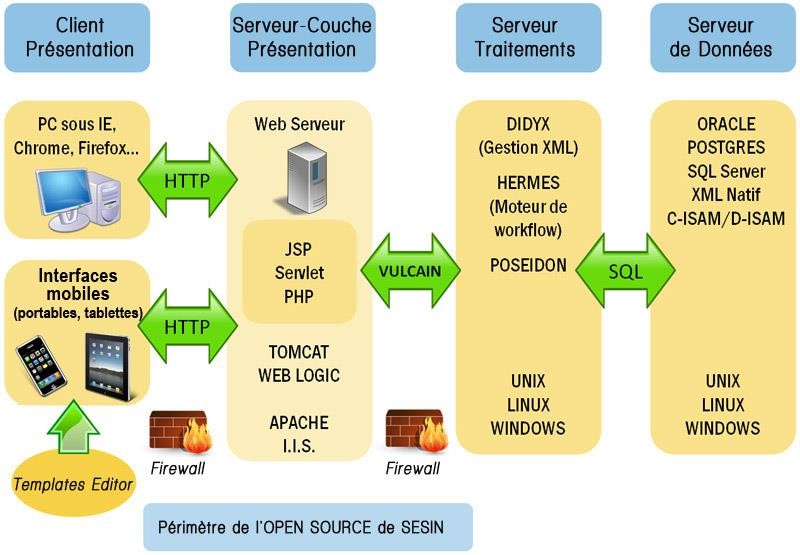 Client
Présentation
Serveur-Couche
Présentation
Serveur
Traitements
Serveur
de Données
PC sous IE,
Chrome, Firefox...
HTTP
Interfaces
mobiles
(portables, tablettes)
HTTP
Templates Editor
Web Serveur
JSP
Servlet
PHP
TOMCAT
WEB LOGIC
APACHE
I.I.S.
Firewall
VULCAIN
Firewall
DIDYX
(Gestion XML)
HERMES
(Moteur de
workflow)
POSEIDON
UNIX
LINUX
WINDOWS
SQL
ORACLE
POSTGRES
SQL Server
XML Natif
C-ISAM/D-ISAM
UNIX
LINUX
WINDOWS
Périmètre de l'OPEN SOURCE de SESIN